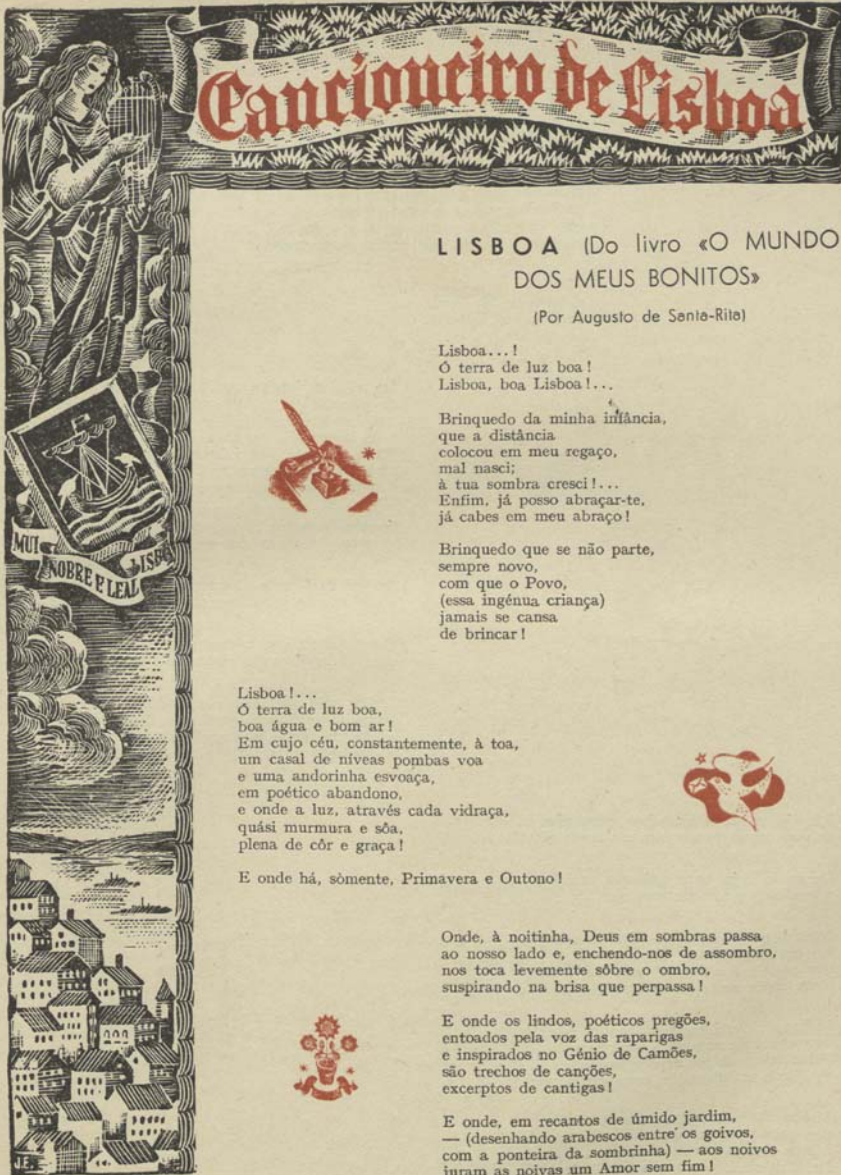 Cancioneiro de Lisboa
MUI NOBRE E LEAL LISBO
LISBOA (Do livro «O MUNDO
DOS MEUS BONITOS»
(Por Augusto de Santa-Rita)
Lisboa...!
Ó terra de luz boa!
Lisboa, boa Lisboa!...
Brinquedo da minha infância,
que a distância
colocou em meu regaço,
mal nasci;
à tua sombra cresci!...
Enfim, já posso abraçar-te,
já cabes em meu abraço!
Brinquedo que se não parte,
sempre novo,
com que o Povo,
(essa ingénua criança)
jamais se cansa
de brincar!
Lisboa!...
Ó terra de luz boa,
boa água e bom ar!
Em cujo céu, constantemente, à toa,
um casal de níveas pombas voa
e uma andorinha esvoaça,
em poético abandono,
e onde a luz, através cada vidraça,
quási murmura e sôa,
plena de côr e graça!
E onde há, sòmente, Primavera e Outono!
Onde, à noitinha, Deus em sombras passa
ao nosso lado e, enchendo-nos de assombro,
nos toca levemente sôbre o ombro,
suspirando na brisa que perpassa!
E onde os lindos, poéticos pregões,
entoados pela voz das raparigas
e inspirados no Génio de Camões,
são trechos de canções,
excerptos de cantigas!
E onde, em recantos de úmido jardim,
— (desenhando arabescos entre os goivos,
com a ponteira da sombrinha) — aos noivos
juram as noivas um Amor sem fim!
J.E.